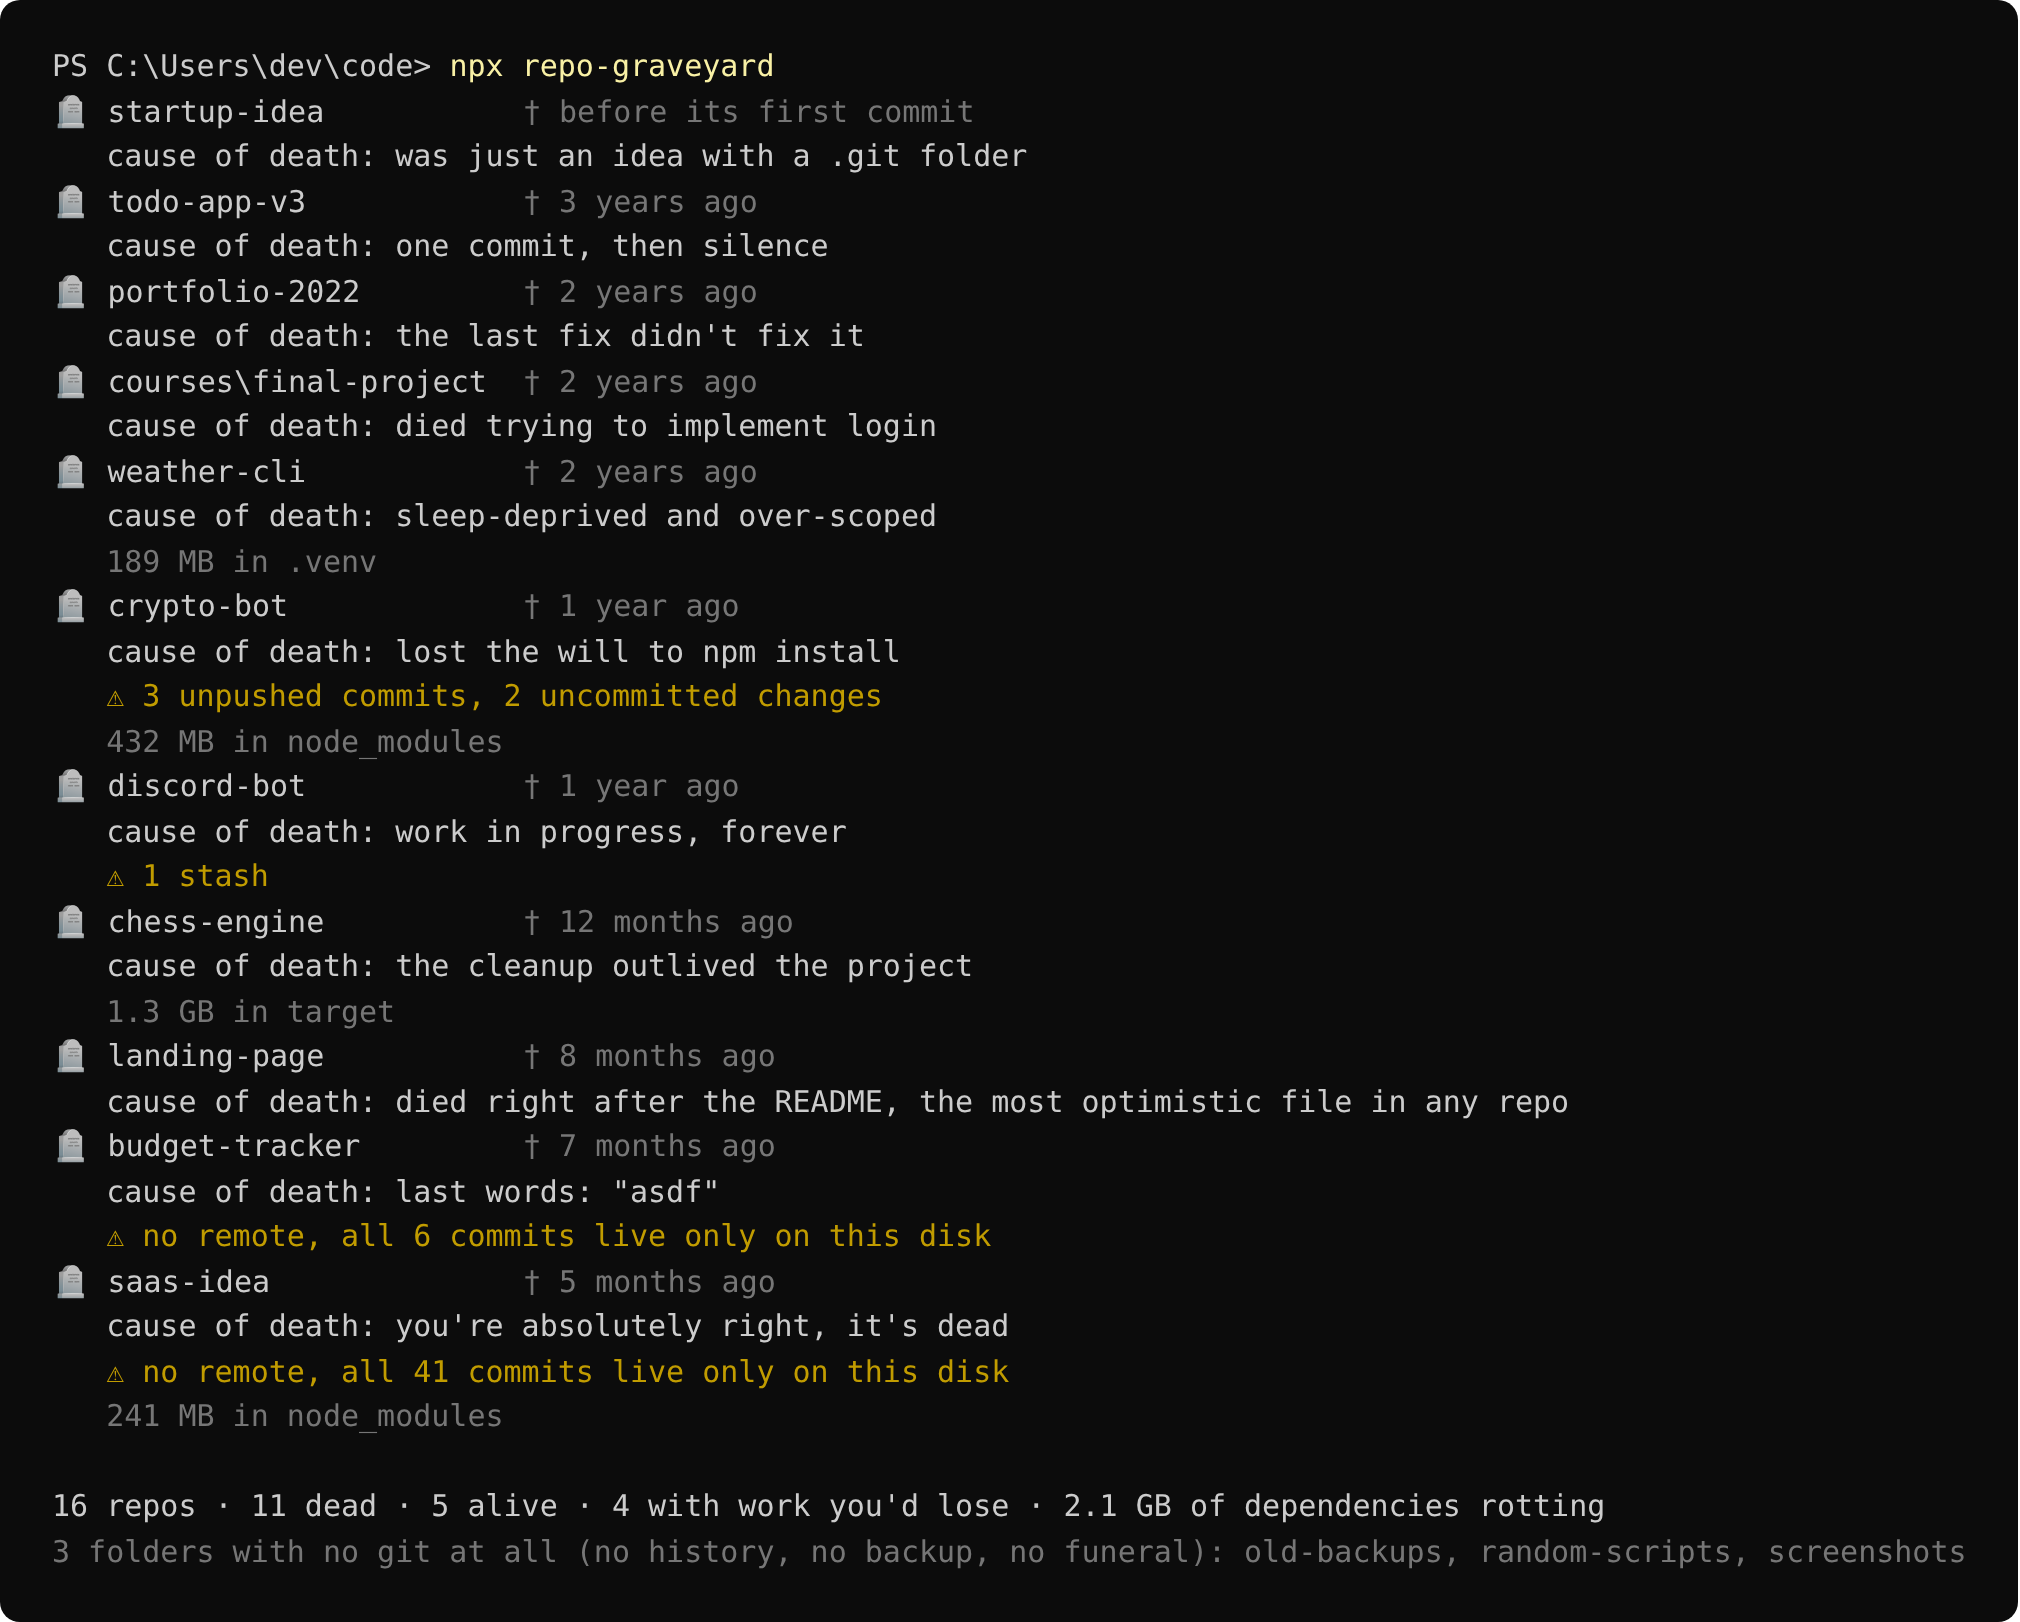 PS C:\Users\dev\code> npx repo-graveyard
🪦 startup-idea † before its first commit
cause of death: was just an idea with a .git folder
🪦 todo-app-v3 † 3 years ago
cause of death: one commit, then silence
🪦 portfolio-2022 † 2 years ago
cause of death: the last fix didn't fix it
🪦 courses\final-project † 2 years ago
cause of death: died trying to implement login
🪦 weather-cli † 2 years ago
cause of death: sleep-deprived and over-scoped
189 MB in .venv
🪦 crypto-bot † 1 year ago
cause of death: lost the will to npm install
⚠ 3 unpushed commits, 2 uncommitted changes
432 MB in node_modules
🪦 discord-bot † 1 year ago
cause of death: work in progress, forever
⚠ 1 stash
🪦 chess-engine † 12 months ago
cause of death: the cleanup outlived the project
1.3 GB in target
🪦 landing-page † 8 months ago
cause of death: died right after the README, the most optimistic file in any repo
🪦 budget-tracker † 7 months ago
cause of death: last words: "asdf"
⚠ no remote, all 6 commits live only on this disk
🪦 saas-idea † 5 months ago
cause of death: you're absolutely right, it's dead
⚠ no remote, all 41 commits live only on this disk
241 MB in node_modules
16 repos · 11 dead · 5 alive · 4 with work you'd lose · 2.1 GB of dependencies rotting
3 folders with no git at all (no history, no backup, no funeral): old-backups, random-scripts, screenshots